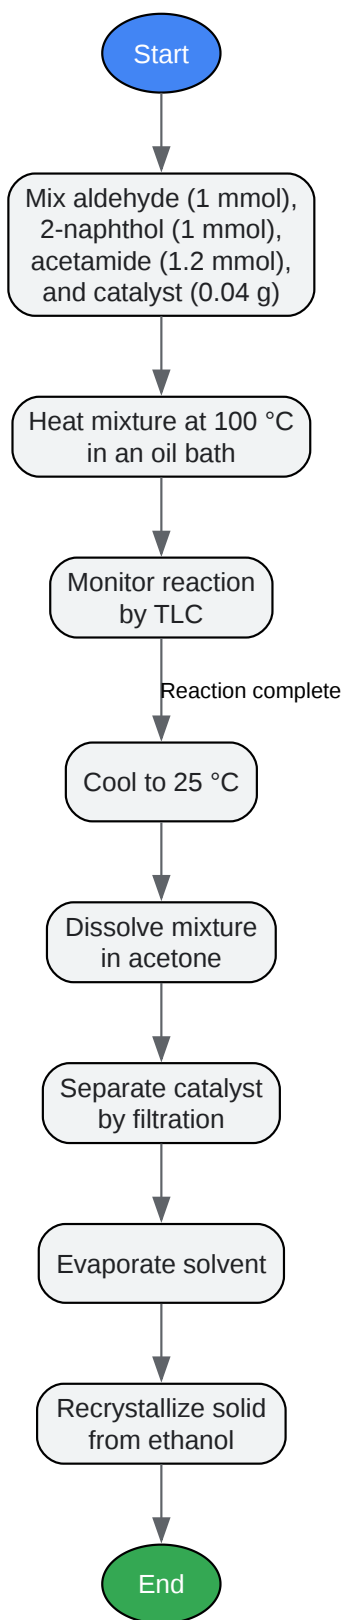 Start
Mix aldehyde (1 mmol),
2-naphthol (1 mmol),
acetamide (1.2 mmol),
and catalyst (0.04 g)
Heat mixture at 100 °C
in an oil bath
Monitor reaction
by TLC
Reaction complete
Cool to 25 °C
Dissolve mixture
in acetone
Separate catalyst
by filtration
Evaporate solvent
Recrystallize solid
from ethanol
End